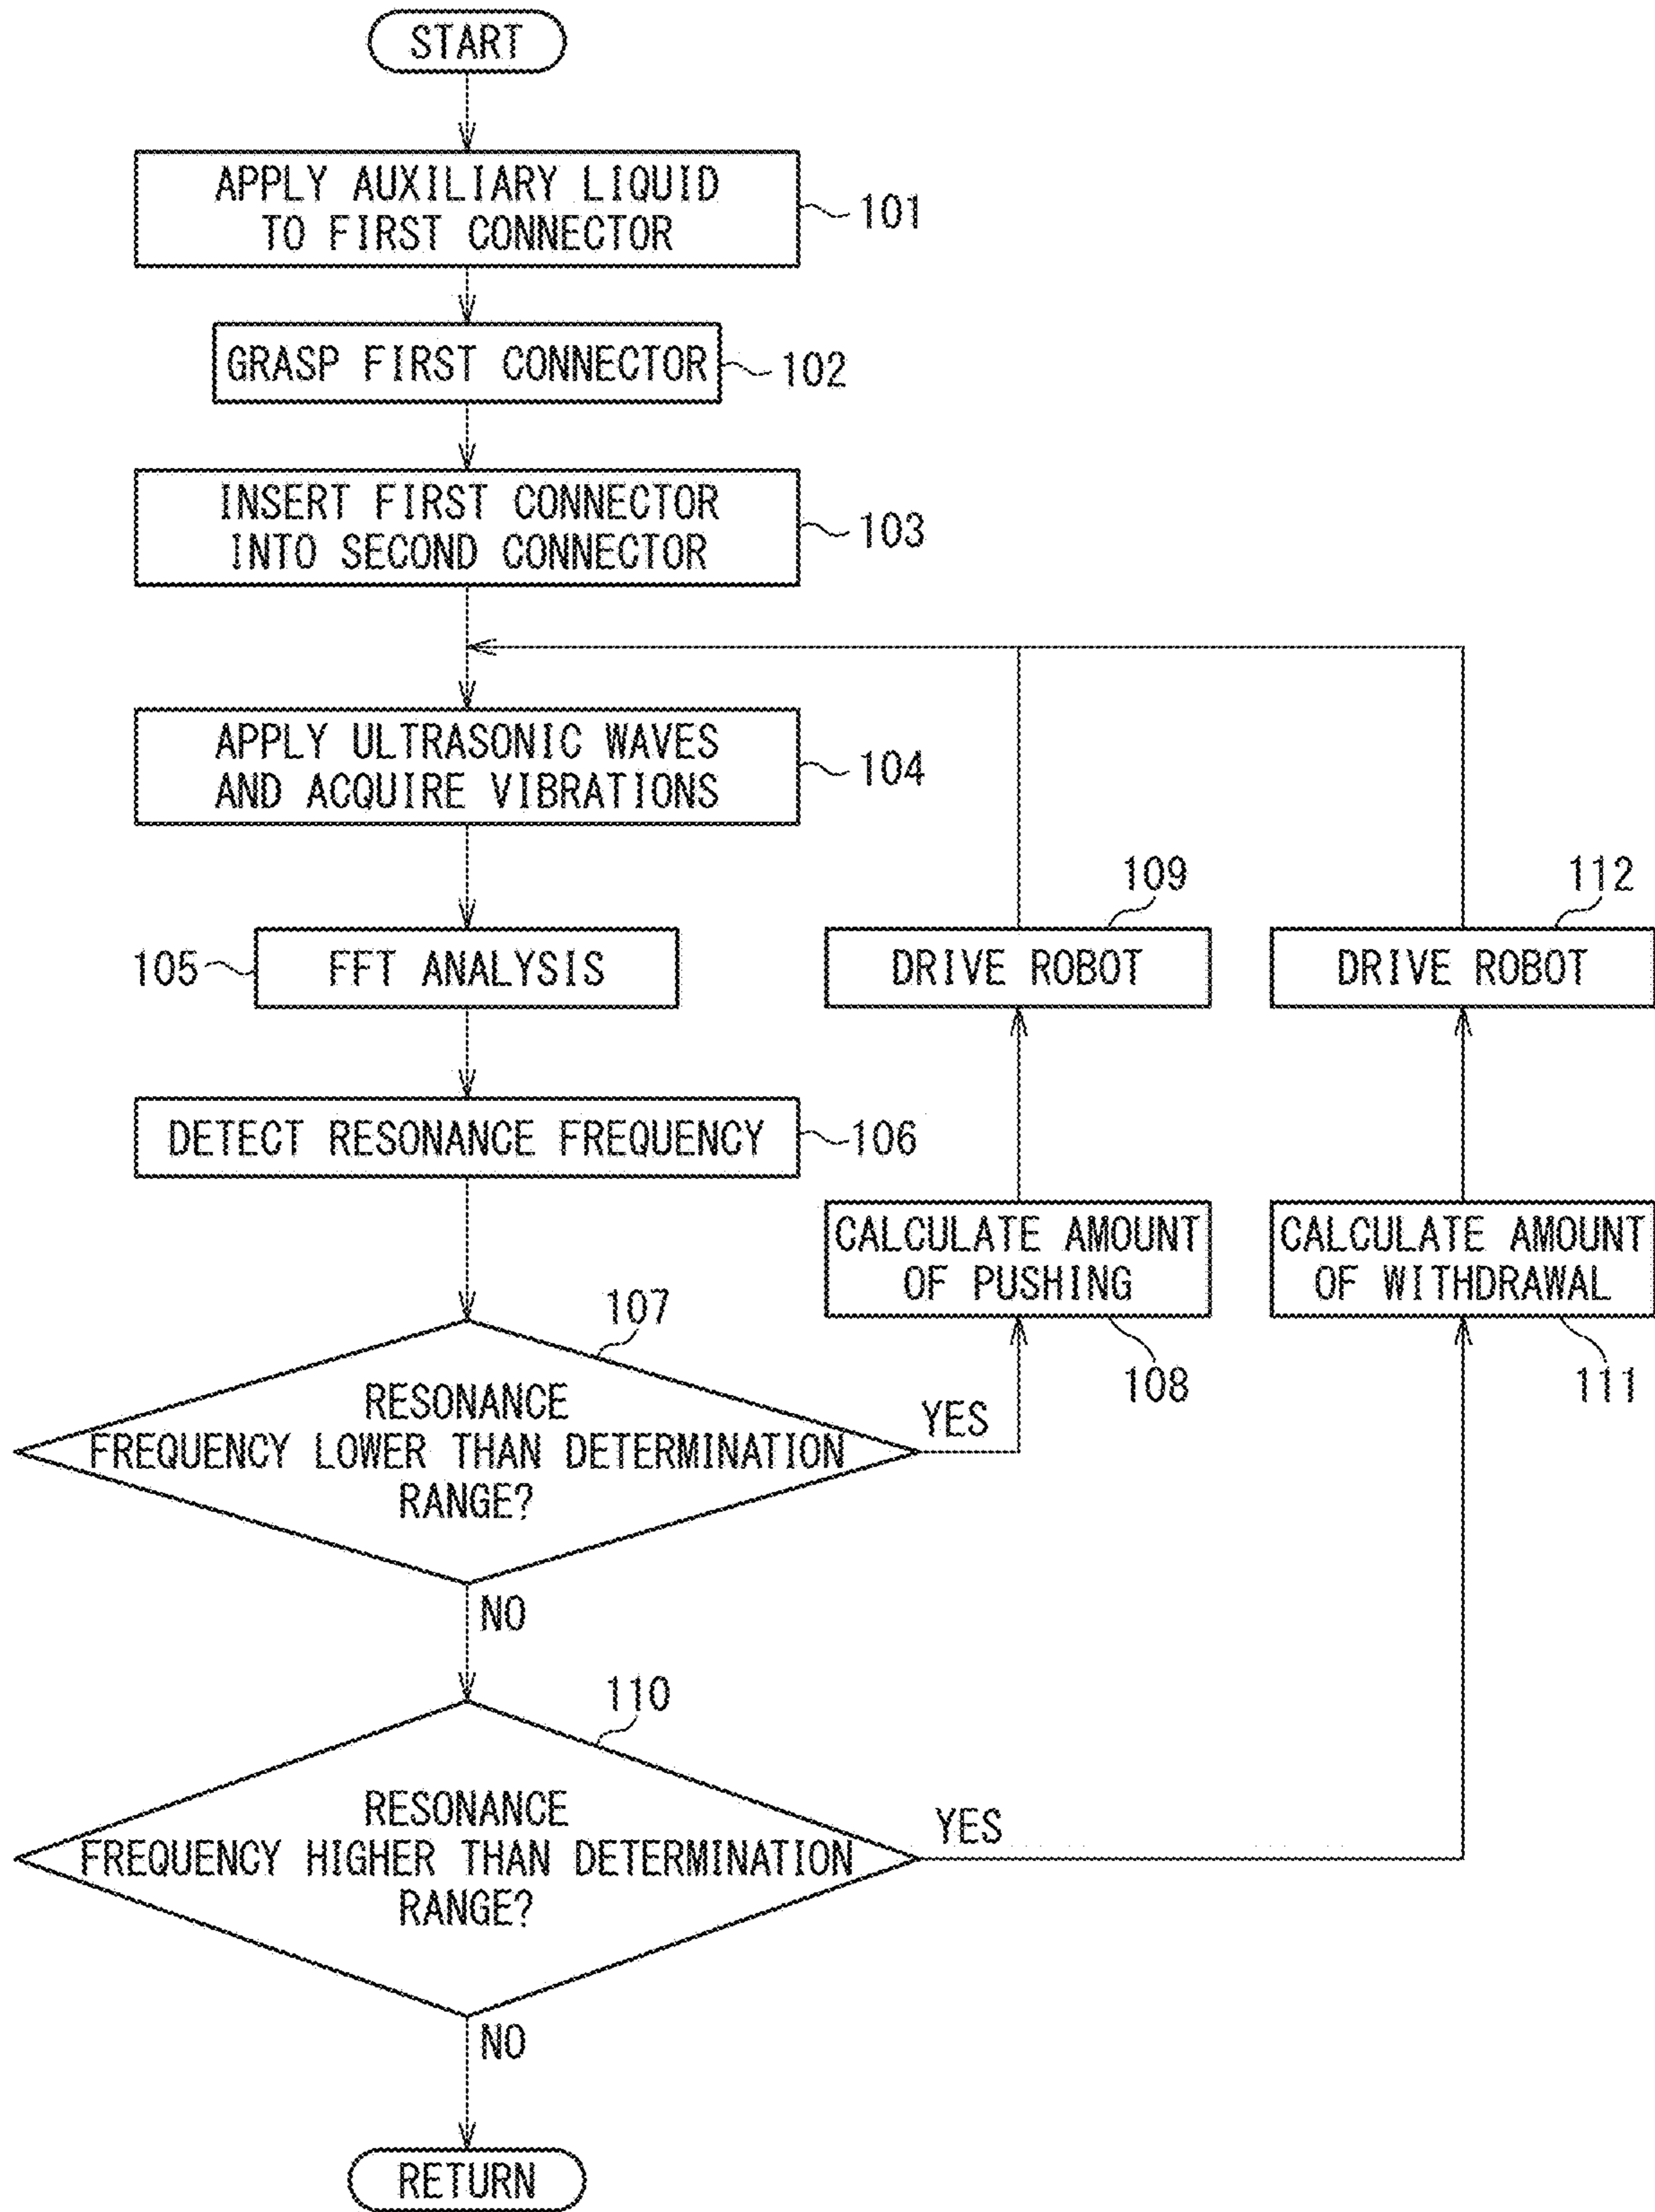 START
APPLY AUXILIARY LIQUID
TO FIRST CONNECTOR
101
GRASP FIRST CONNECTOR
102
INSERT FIRST CONNECTOR
INTO SECOND CONNECTOR
103
APPLY ULTRASONIC WAVES
AND ACQUIRE VIBRATIONS
104
105
FFT ANALYSIS
109
DRIVE ROBOT
112
DRIVE ROBOT
DETECT RESONANCE FREQUENCY
106
CALCULATE AMOUNT
OF PUSHING
108
CALCULATE AMOUNT
OF WITHDRAWAL
111
107
RESONANCE
FREQUENCY LOWER THAN DETERMINATION
RANGE?
YES
NO
110
RESONANCE
FREQUENCY HIGHER THAN DETERMINATION
RANGE?
YES
NO
RETURN